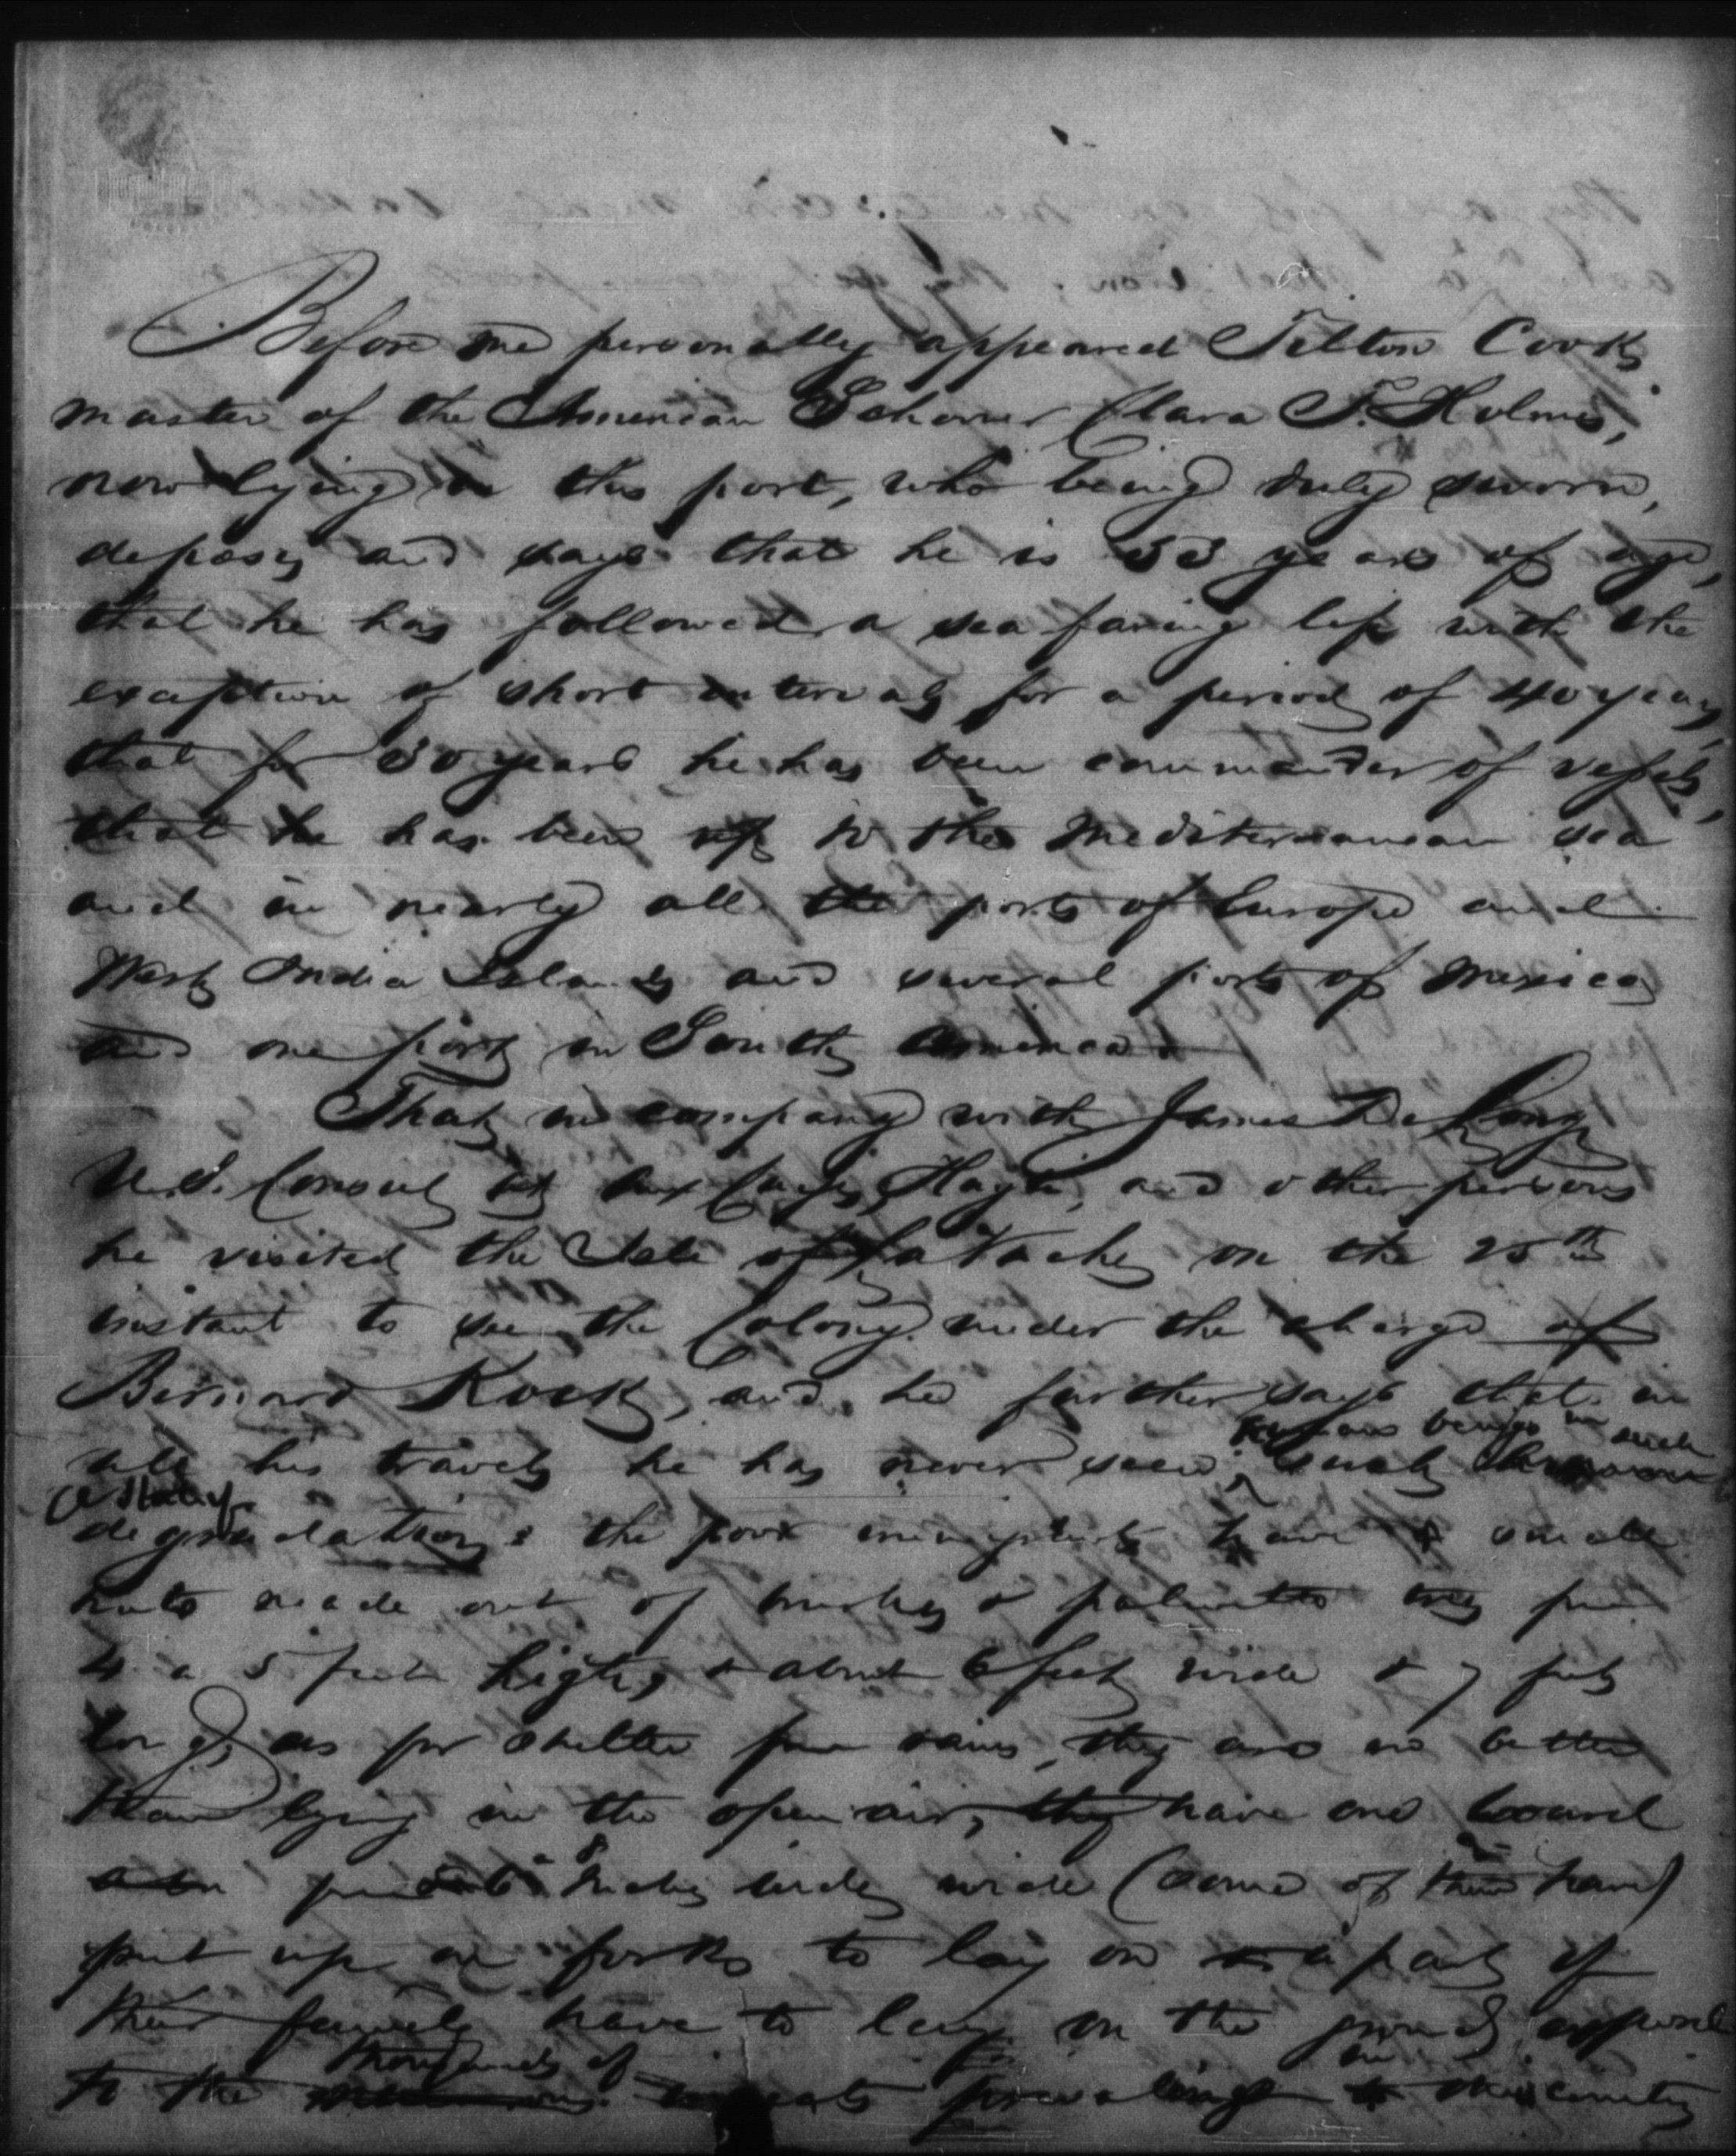 Before me personally appeared Tilton Cook
master of the American Schooner Clara T. Holmes,
now lying in this port, who being duly sworn,
deposes and says that he is 53 years of age,
that he has followed a sea faring life with the
exception of short intervals for a period of 40 years,
that for 30 years he has been commander of vessels,
that he has been up to the Mediterranean sea
and in nearly all the ports of Europe and
West India Islands and several ports of Mexico
and one port in South America.
That in company with James De Long
U.S. Consul at Aux Cayes, Hayti, and other persons
he visited the Isle of La Vache on the 25th
instant to see the Colony under the charge of
Bernard Kock, and he further says that in
human beings in such
all his travels he has never seen such
a state of
degradation: the poor emigrants have small
huts made out of brushes & palmetto trees from
4 a 5 feet high, & about 6 feet wide & 7 feet
long, as for shelter from rains, they are no better
than lying in the open air, they have one board
from 6 a 8 inches wide (some of them have)
put up on forks to lay on & a part of
their family have to lay on the ground exposed
thousands of in
to the insects prevailing this country